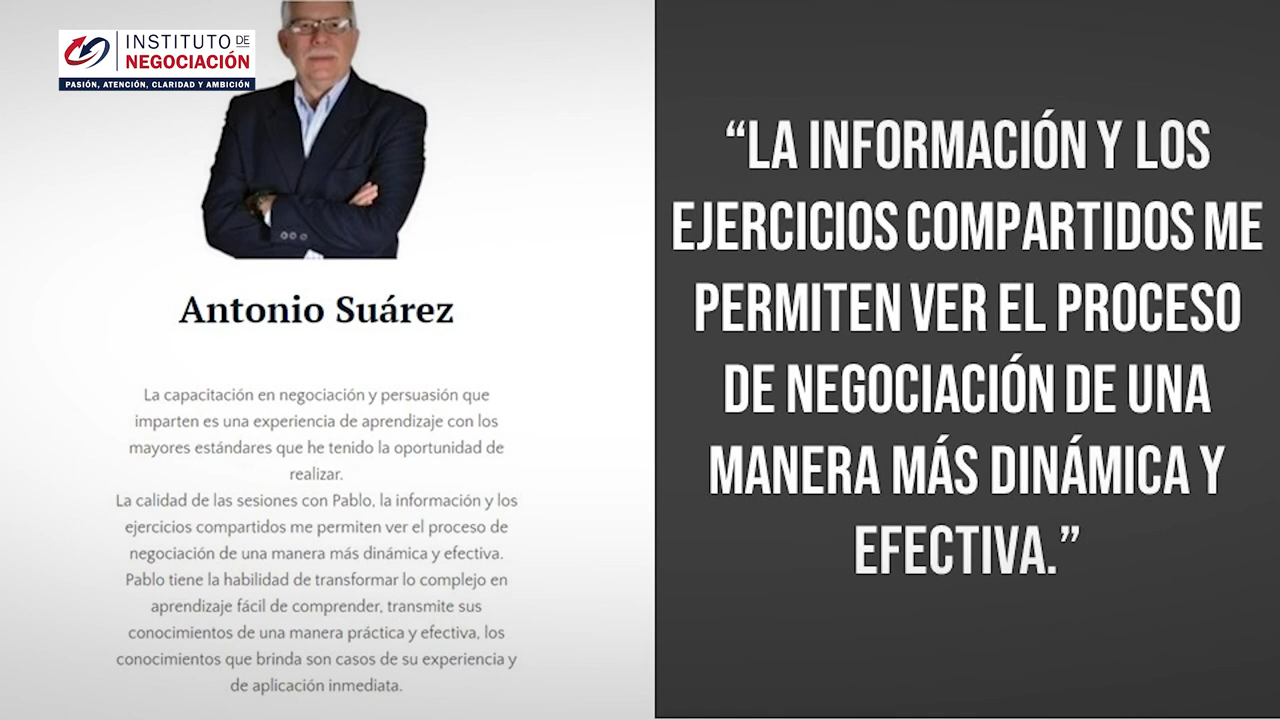 INSTITUTO DE
NEGOCIACIÓN
PASIÓN, ATENCIÓN, CLARIDAD Y AMBICIÓN
Antonio Suárez
La capacitación en negociación y persuasión que
imparten es una experiencia de aprendizaje con los
mayores estándares que he tenido la oportunidad de
realizar.
La calidad de las sesiones con Pablo, la información y los
ejercicios compartidos me permiten ver el proceso de
negociación de una manera más dinámica y efectiva.
Pablo tiene la habilidad de transformar lo complejo en
aprendizaje fácil de comprender, transmite sus
conocimientos de una manera práctica y efectiva, los
conocimientos que brinda son casos de su experiencia y
de aplicación inmediata.
“LA INFORMACIÓN Y LOS
EJERCICIOS COMPARTIDOS ME
PERMITEN VER EL PROCESO
DE NEGOCIACIÓN DE UNA
MANERA MÁS DINÁMICA Y
EFECTIVA.”